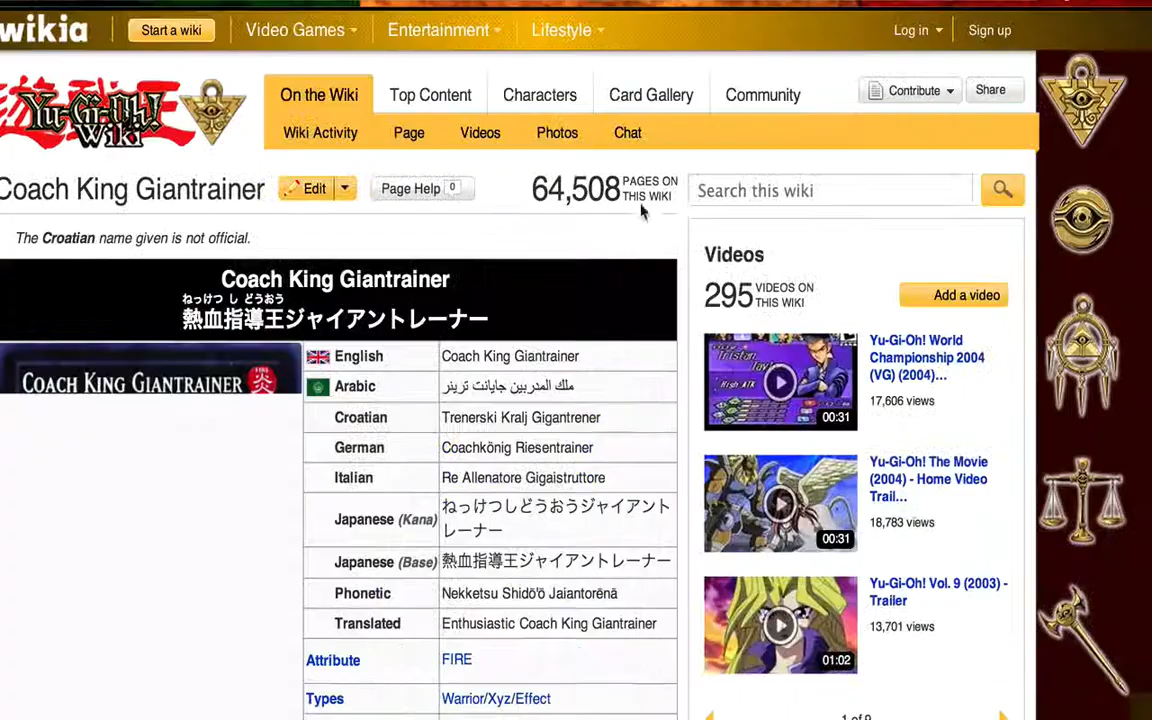 wikia
Start a wiki
Video Games
Entertainment
Lifestyle
Log in
Sign up
Yu-Gi-Oh!
Wiki
On the Wiki
Top Content
Characters
Card Gallery
Community
Contribute
Share
Wiki Activity
Page
Videos
Photos
Chat
Coach King Giantrainer
Edit
Page Help 0
64,508 PAGES ON
THIS WIKI
Search this wiki
The Croatian name given is not official.
Coach King Giantrainer
ねっけつ し どうおう
熱血指導王ジャイアントレーナー
COACH KING GIANTRAINER
FIRE
炎
English Coach King Giantrainer
Arabic ملك المدربين جايانت ترينر
Croatian Trenerski Kralj Gigantrener
German Coachkönig Riesentrainer
Italian Re Allenatore Gigaistruttore
Japanese (Kana) ねっけつしどうおうジャイアント
レーナー
Japanese (Base) 熱血指導王ジャイアントレーナー
Phonetic Nekketsu Shidō'ō Jaiantorēnā
Translated Enthusiastic Coach King Giantrainer
Attribute FIRE
Types Warrior/Xyz/Effect
Videos
295 VIDEOS ON
THIS WIKI
Add a video
Yu-Gi-Oh! World
Championship 2004
(VG) (2004)...
17,606 views
00:31
Yu-Gi-Oh! The Movie
(2004) - Home Video
Trail...
18,783 views
00:31
Yu-Gi-Oh! Vol. 9 (2003) -
Trailer
13,701 views
01:02
1 of 9